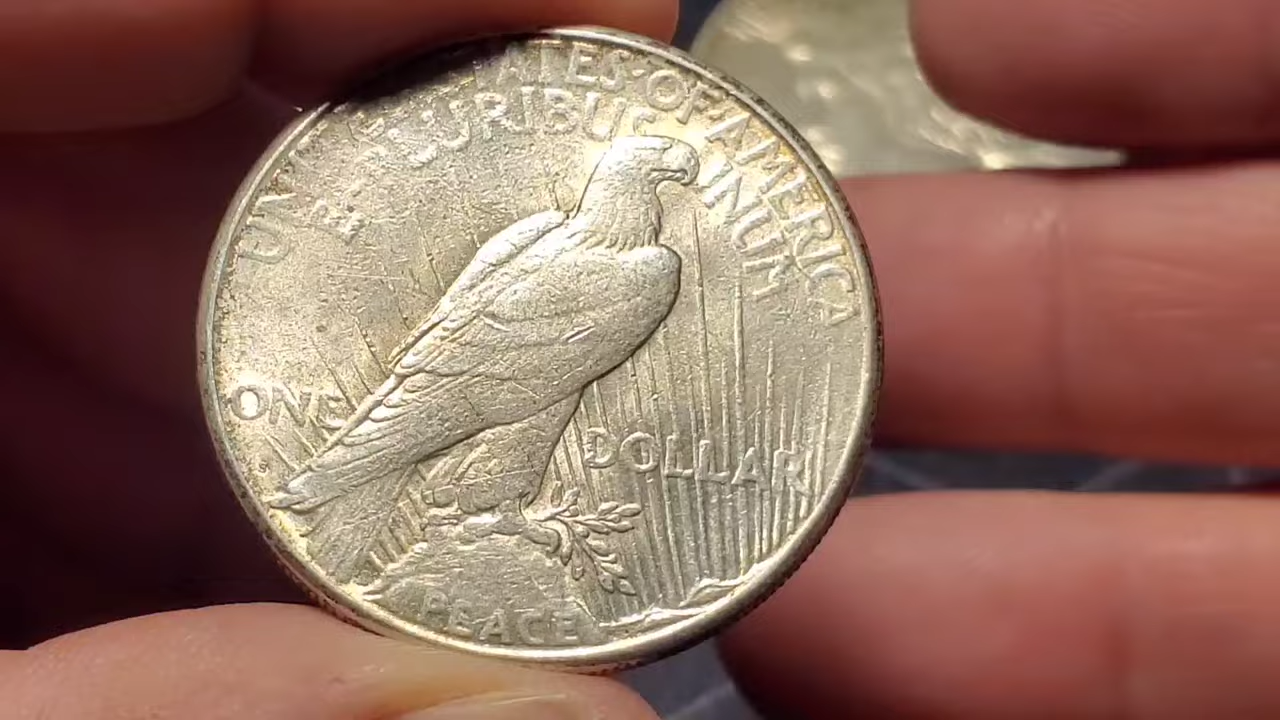 UNITED STATES·OF AMERICA
E PLURIBUS UNUM
ONE DOLLAR
S
PEACE